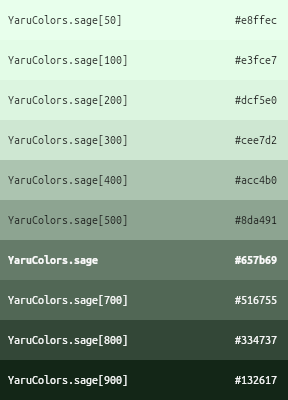 YaruColors.sage[50] #e8ffec
YaruColors.sage[100] #e3fce7
YaruColors.sage[200] #dcf5e0
YaruColors.sage[300] #cee7d2
YaruColors.sage[400] #acc4b0
YaruColors.sage[500] #8da491
YaruColors.sage #657b69
YaruColors.sage[700] #516755
YaruColors.sage[800] #334737
YaruColors.sage[900] #132617